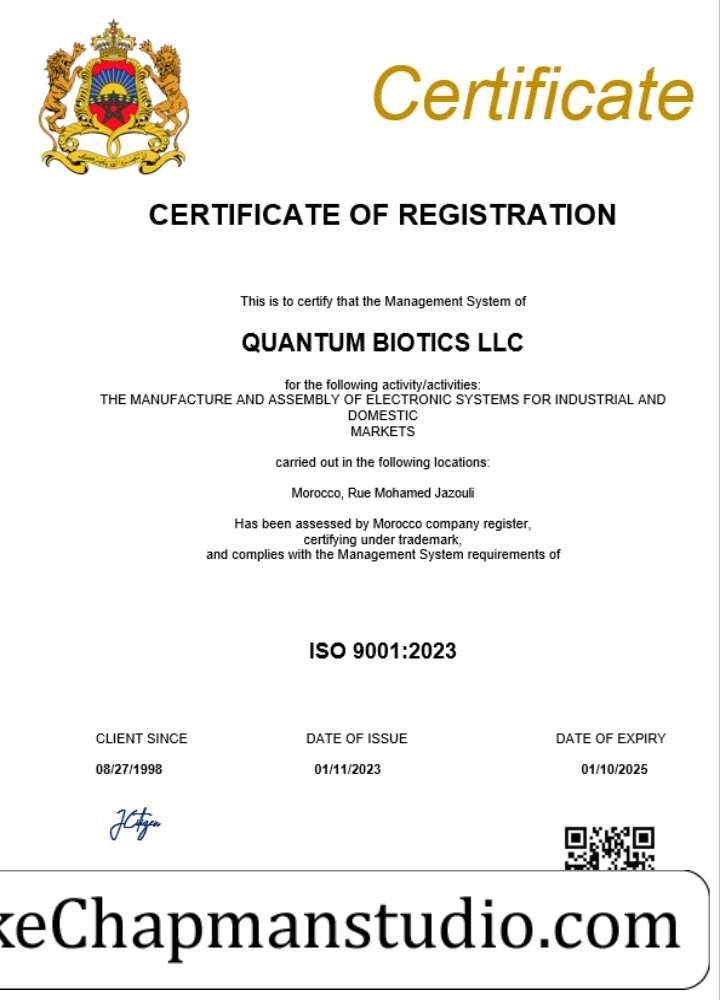 Certificate
CERTIFICATE OF REGISTRATION
This is to certify that the Management System of
QUANTUM BIOTICS LLC
for the following activity/activities:
THE MANUFACTURE AND ASSEMBLY OF ELECTRONIC SYSTEMS FOR INDUSTRIAL AND
DOMESTIC
MARKETS
carried out in the following locations:
Morocco, Rue Mohamed Jazouli
Has been assessed by Morocco company register,
certifying under trademark,
and complies with the Management System requirements of
ISO 9001:2023
CLIENT SINCE DATE OF ISSUE DATE OF EXPIRY
08/27/1998 01/11/2023 01/10/2025
JCitizen
keChapmanstudio.com